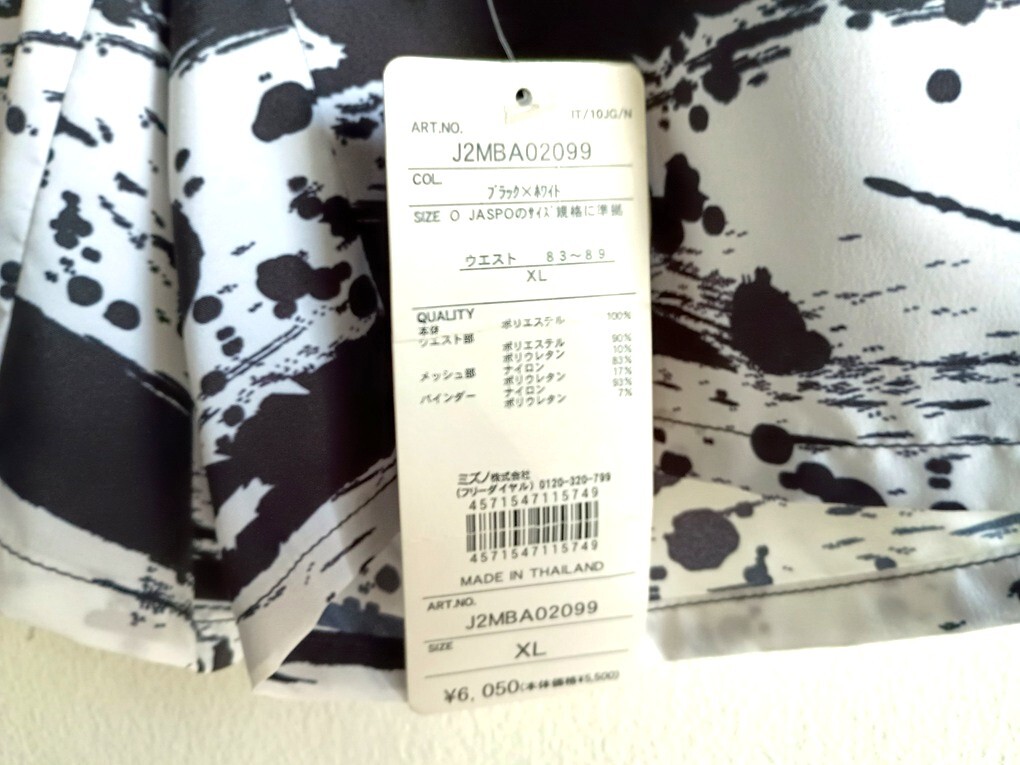 IT/10JG/N
ART.NO.
J2MBA02099
COL.
ブラック×ホワイト
SIZE O JASPOのサイズ規格に準拠
ウエスト 83～89
XL
QUALITY
本体 ポリエステル 100%
ウエスト部 ポリエステル 90%
ポリウレタン 10%
メッシュ部 ナイロン 83%
ポリウレタン 17%
バインダー ナイロン 93%
ポリウレタン 7%
ミズノ株式会社
(フリーダイヤル) 0120-320-799
4571547115749
4571547115749
MADE IN THAILAND
ART.NO.
J2MBA02099
SIZE
XL
¥6,050(本体価格¥5,500)